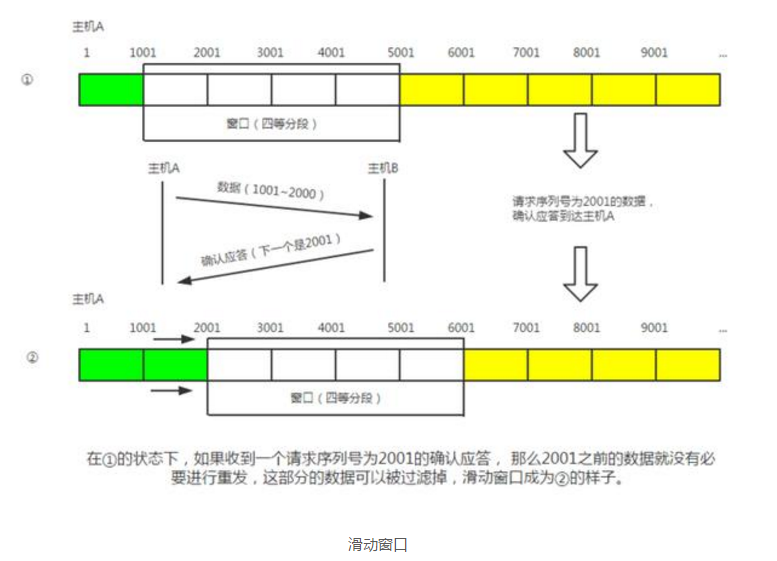 主机A
1 1001 2001 3001 4001 5001 6001 7001 8001 9001 ...
①
窗口（四等分段）
主机A 主机B
数据（1001~2000）
确认应答（下一个是2001）
请求序列号为2001的数据，
确认应答到达主机A
主机A
1 1001 2001 3001 4001 5001 6001 7001 8001 9001 ...
②
窗口（四等分段）
在①的状态下，如果收到一个请求序列号为2001的确认应答， 那么2001之前的数据就没有必
要进行重发，这部分的数据可以被过滤掉，滑动窗口成为②的样子。
滑动窗口